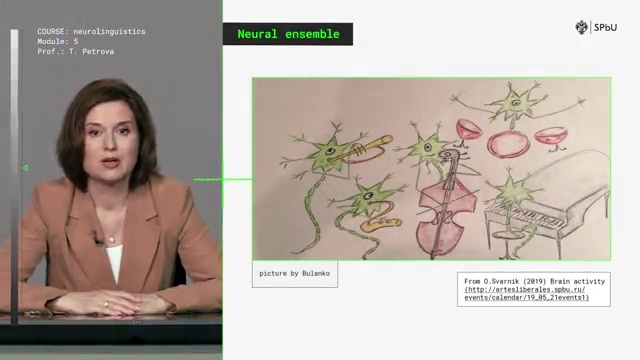 COURSE: neurolinguistics
Module: 5
Prof.: T. Petrova
Neural ensemble
SPbU
picture by Bulanko
From O.Svarnik (2019) Brain activity
(http://artesliberales.spbu.ru/
events/calendar/19_05_21events1)